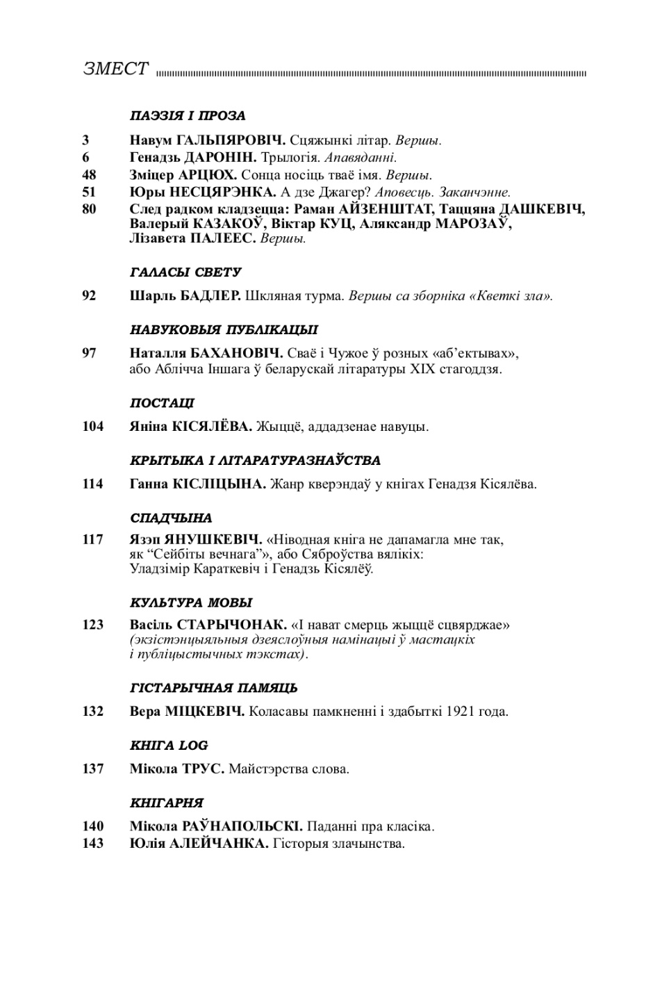 ЗМЕСТ
ПАЭЗІЯ І ПРОЗА
3 Навум ГАЛЬПЯРОВІЧ. Сцяжынкі літар. Вершы.
6 Генадзь ДАРОНІН. Трылогія. Апавяданні.
48 Зміцер АРЦЮХ. Сонца носіць тваё імя. Вершы.
51 Юры НЕСЦЯРЭНКА. А дзе Джагер? Аповесць. Заканчэнне.
80 След радком кладзецца: Раман АЙЗЕНШТАТ, Таццяна ДАШКЕВІЧ,
Валерый КАЗАКОЎ, Віктар КУЦ, Аляксандр МАРОЗАЎ,
Лізавета ПАЛЕЕС. Вершы.
ГАЛАСЫ СВЕТУ
92 Шарль БАДЛЕР. Шкляная турма. Вершы са зборніка «Кветкі зла».
НАВУКОВЫЯ ПУБЛІКАЦЫІ
97 Наталля БАХАНОВІЧ. Сваё і Чужое ў розных «аб’ектывах»,
або Аблічча Іншага ў беларускай літаратуры XIX стагоддзя.
ПОСТАЦІ
104 Яніна КІСЯЛЁВА. Жыццё, аддадзенае навуцы.
КРЫТЫКА І ЛІТАРАТУРАЗНАЎСТВА
114 Ганна КІСЛІЦЫНА. Жанр кверэндаў у кнігах Генадзя Кісялёва.
СПАДЧЫНА
117 Язэп ЯНУШКЕВІЧ. «Ніводная кніга не дапамагла мне так,
як “Сейбіты вечнага”», або Сяброўства вялікіх:
Уладзімір Караткевіч і Генадзь Кісялёў.
КУЛЬТУРА МОВЫ
123 Васіль СТАРЫЧОНАК. «І нават смерць жыццё сцвярджае»
(экзістэнцыяльныя дзеяслоўныя намінацыі ў мастацкіх
і публіцыстычных тэкстах).
ГІСТАРЫЧНАЯ ПАМЯЦЬ
132 Вера МІЦКЕВІЧ. Коласавы памкненні і здабыткі 1921 года.
КНІГА LOG
137 Мікола ТРУС. Майстэрства слова.
КНІГАРНЯ
140 Мікола РАЎНАПОЛЬСКІ. Паданні пра класіка.
143 Юлія АЛЕЙЧАНКА. Гісторыя злачынства.